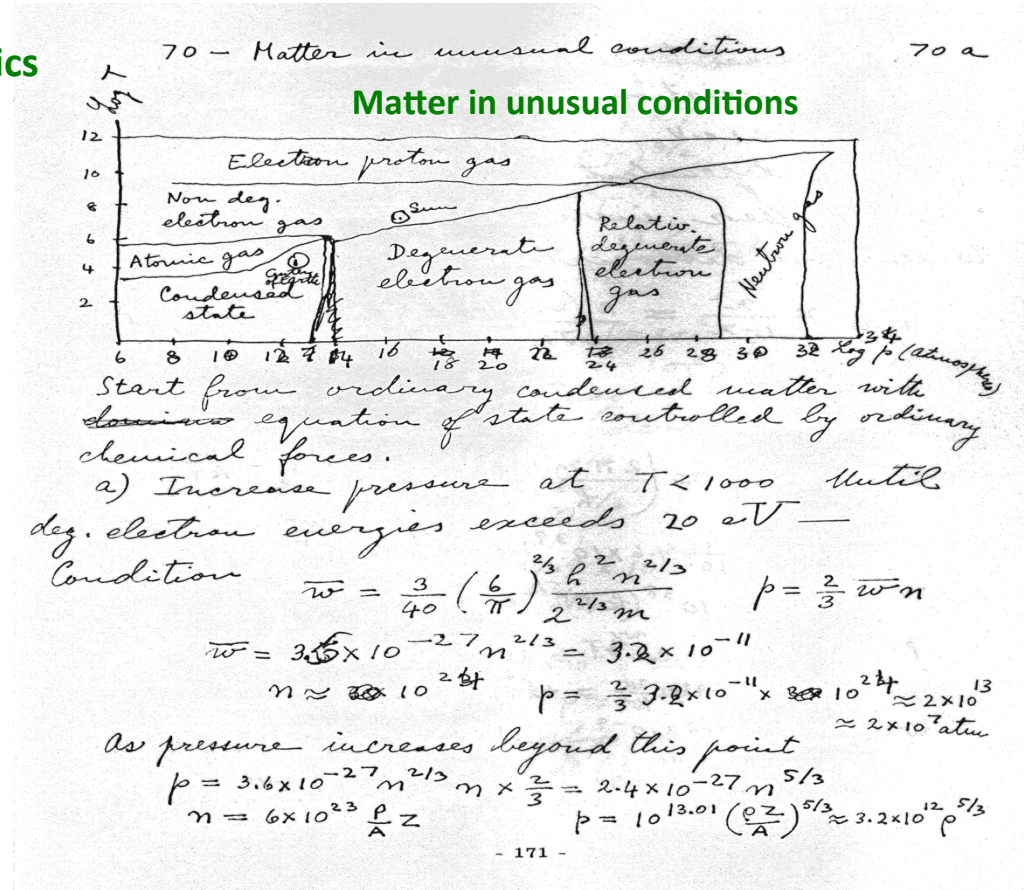 ics
70 — Matter in unusual conditions 70 a
Matter in unusual conditions
Log T
12
10
8
6
4
2
Electron proton gas
Non deg.
electron gas
Sun
Atomic gas
Center
of Earth
Condensed
state
Degenerate
electron gas
Relativ.
degenerate
electron
gas
Neutron gas
6 8 10 12 14 16 18 20 22 24 26 28 30 32 34
Log p (atmospheres)
Start from ordinary condensed matter with
equation of state controlled by ordinary
chemical forces.
a) Increase pressure at T < 1000 Until
deg. electron energies exceeds 20 eV —
Condition
w̄ = 3/40 (6/π)^2/3 h^2 n^2/3 / 2^2/3 m p = 2/3 w̄ n
w̄ = 3.5 × 10^-27 n^2/3 = 3.2 × 10^-11
n ≈ 10^24 p = 2/3 3.2 × 10^-11 × 10^24 ≈ 2 × 10^13
≈ 2 × 10^7 atm
As pressure increases beyond this point
p = 3.6 × 10^-27 n^2/3 n × 2/3 = 2.4 × 10^-27 n^5/3
n = 6 × 10^23 ρ/A Z p = 10^13.01 (ρZ/A)^5/3 ≈ 3.2 × 10^12 ρ^5/3
- 171 -